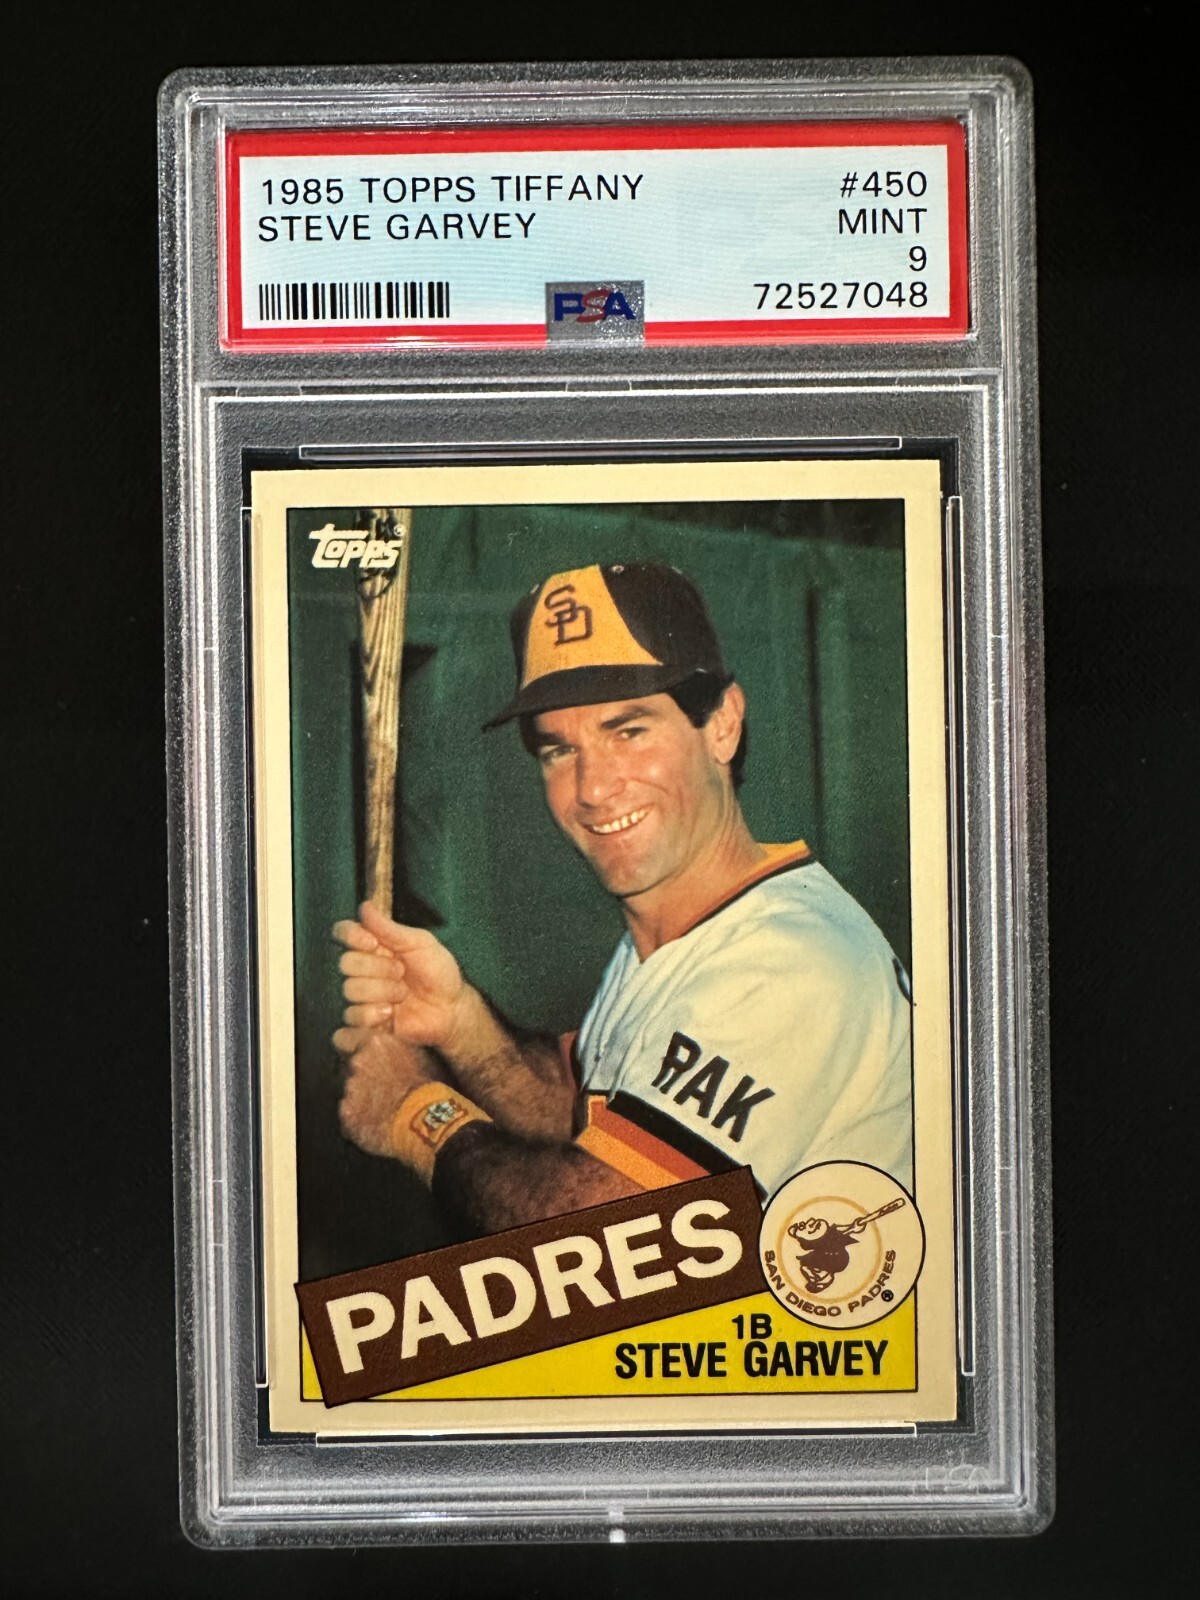 1985 TOPPS TIFFANY #450
STEVE GARVEY MINT
9
PSA 72527048
topps®
SD
RAK
PADRES
SAN DIEGO PADRES ®
1B
STEVE GARVEY
PSA